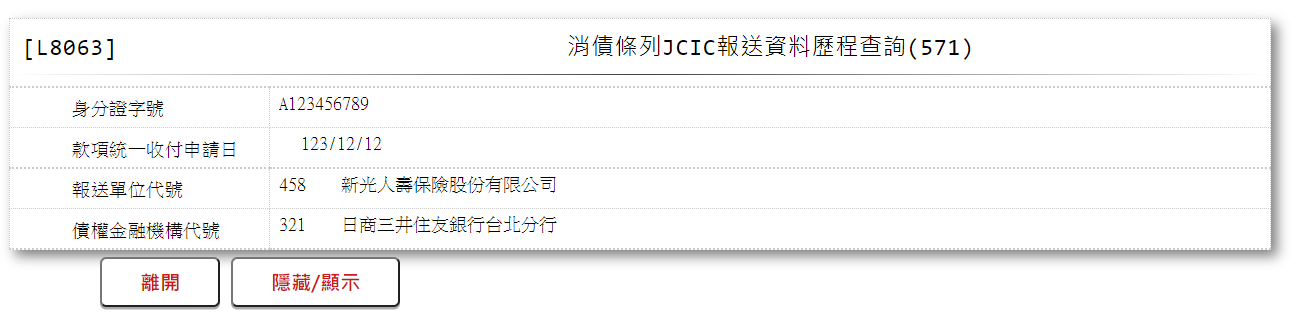 [L8063] 消債條列JCIC報送資料歷程查詢(571)
身分證字號 A123456789
款項統一收付申請日 123/12/12
報送單位代號 458 新光人壽保險股份有限公司
債權金融機構代號 321 日商三井住友銀行台北分行
離開 隱藏/顯示